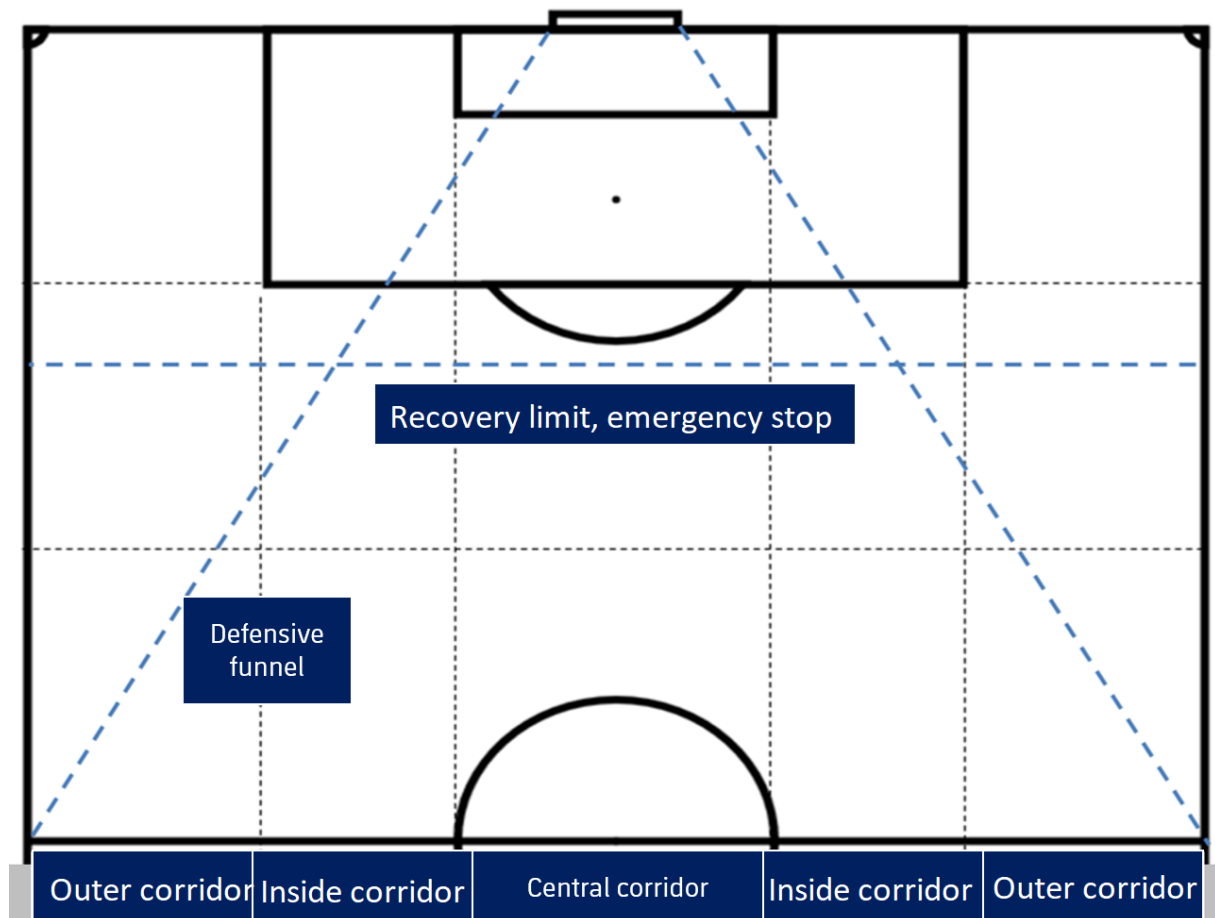 Recovery limit, emergency stop
Defensive
funnel
Outer corridor
Inside corridor
Central corridor
Inside corridor
Outer corridor